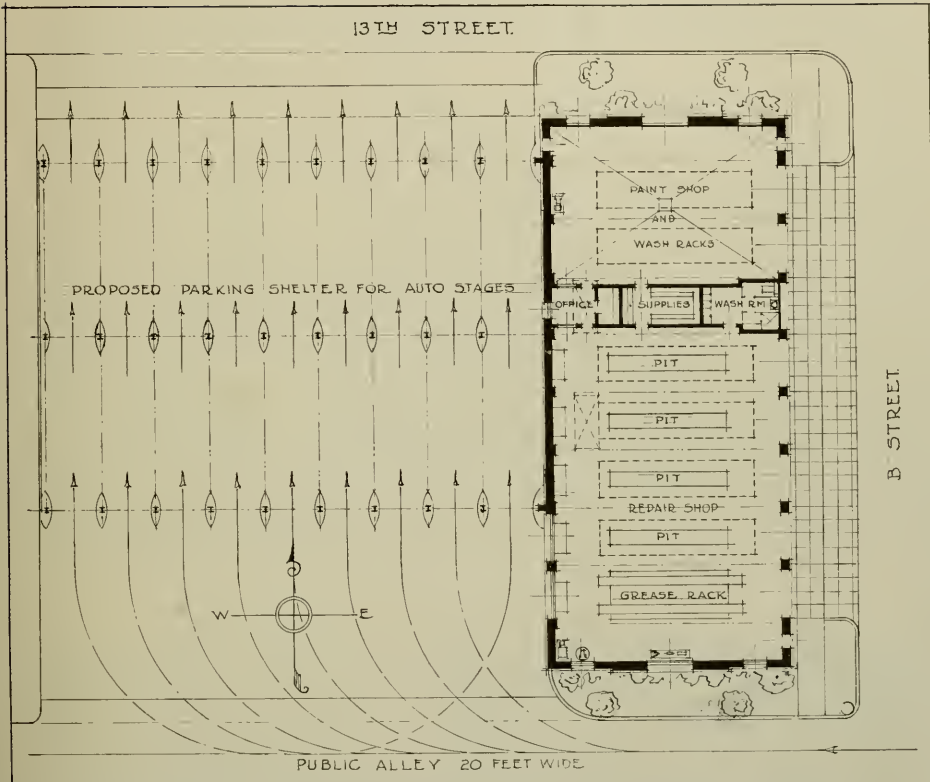 13TH STREET.
PAINT SHOP
AND
WASH RACKS
PROPOSED PARKING SHELTER FOR AUTO STAGES
OFFICE
SUPPLIES
WASH RM.
PIT
PIT
PIT
REPAIR SHOP
PIT
GREASE RACK
W
E
B STREET.
PUBLIC ALLEY 20 FEET WIDE